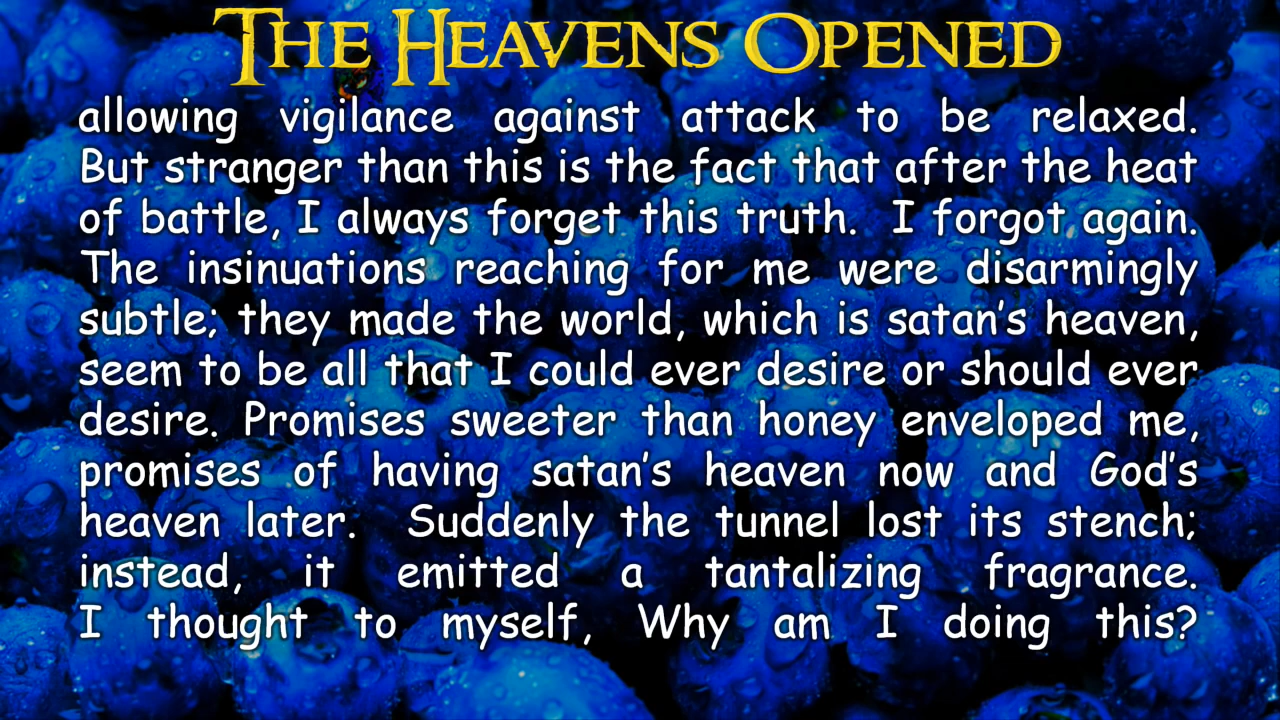 The Heavens Opened
allowing vigilance against attack to be relaxed.
But stranger than this is the fact that after the heat
of battle, I always forget this truth.  I forgot again.
The insinuations reaching for me were disarmingly
subtle; they made the world, which is satan's heaven,
seem to be all that I could ever desire or should ever
desire. Promises sweeter than honey enveloped me,
promises of having satan's heaven now and God's
heaven later.  Suddenly the tunnel lost its stench;
instead, it emitted a tantalizing fragrance.
I thought to myself, Why am I doing this?